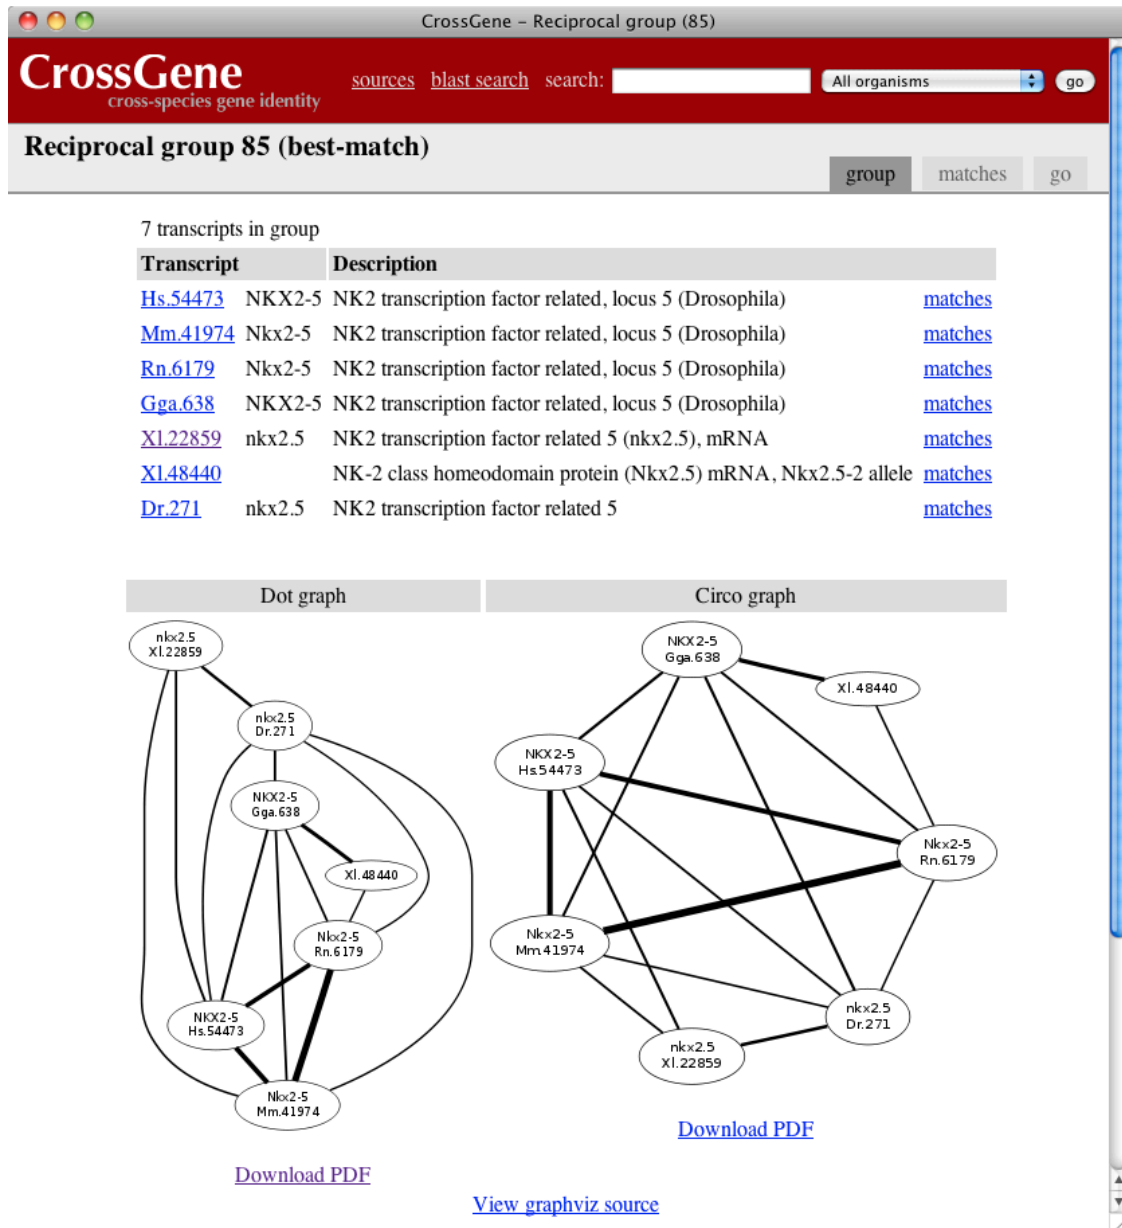 CrossGene – Reciprocal group (85)
CrossGene
cross-species gene identity
sources blast search search: All organisms go
Reciprocal group 85 (best-match)
group matches go
7 transcripts in group
Transcript Description
Hs.54473 NKX2-5 NK2 transcription factor related, locus 5 (Drosophila) matches
Mm.41974 Nkx2-5 NK2 transcription factor related, locus 5 (Drosophila) matches
Rn.6179 Nkx2-5 NK2 transcription factor related, locus 5 (Drosophila) matches
Gga.638 NKX2-5 NK2 transcription factor related, locus 5 (Drosophila) matches
Xl.22859 nkx2.5 NK2 transcription factor related 5 (nkx2.5), mRNA matches
Xl.48440 NK-2 class homeodomain protein (Nkx2.5) mRNA, Nkx2.5-2 allele matches
Dr.271 nkx2.5 NK2 transcription factor related 5 matches
Dot graph
nkx2.5
Xl.22859
nkx2.5
Dr.271
NKX2-5
Gga.638
Xl.48440
Nkx2-5
Rn.6179
NKX2-5
Hs.54473
Nkx2-5
Mm.41974
Download PDF
Circo graph
NKX2-5
Gga.638
Xl.48440
NKX2-5
Hs.54473
Nkx2-5
Rn.6179
Nkx2-5
Mm.41974
nkx2.5
Dr.271
nkx2.5
Xl.22859
Download PDF
View graphviz source